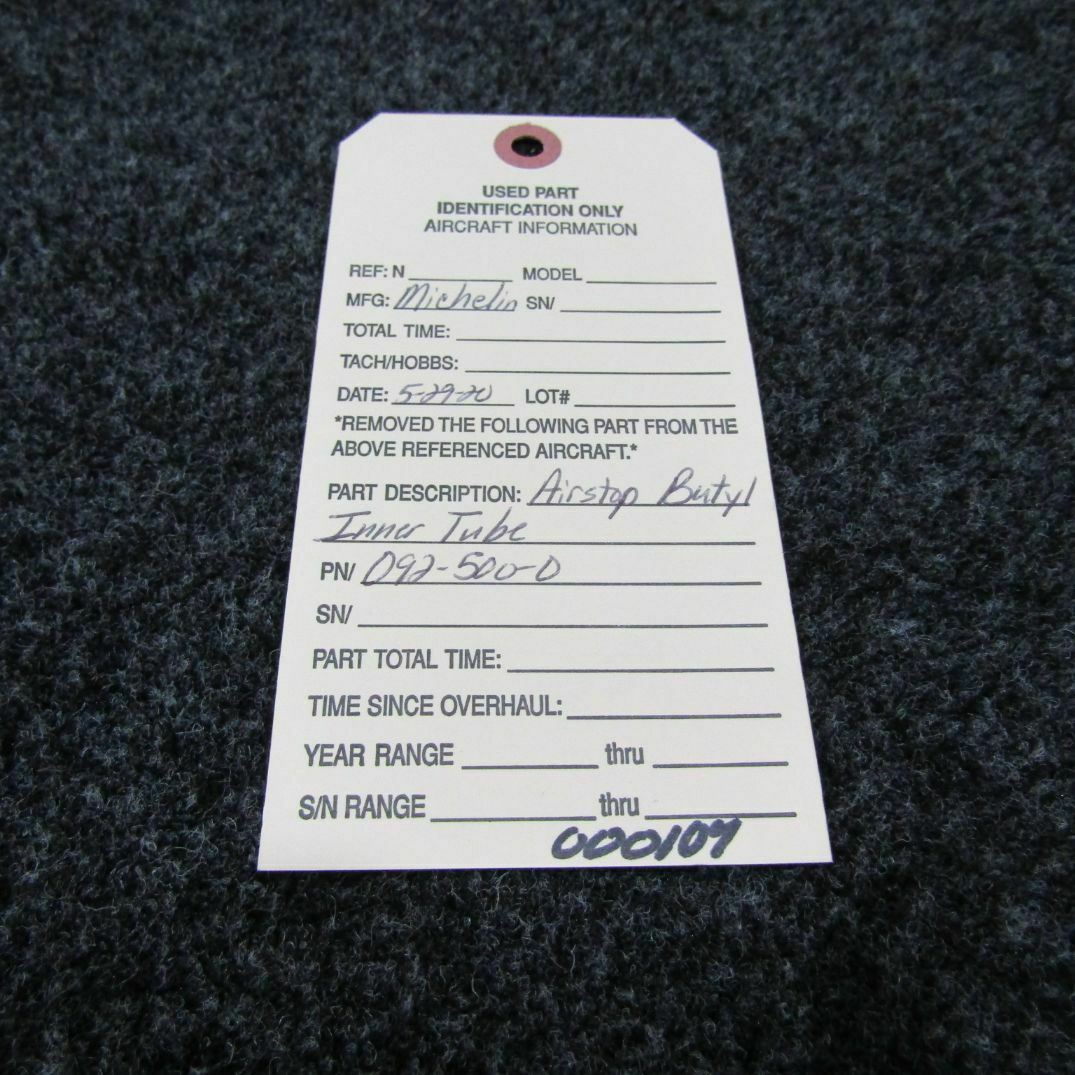 USED PART
IDENTIFICATION ONLY
AIRCRAFT INFORMATION
REF: N MODEL
MFG: Michelin SN/
TOTAL TIME:
TACH/HOBBS:
DATE: 5-29-20 LOT#
*REMOVED THE FOLLOWING PART FROM THE
ABOVE REFERENCED AIRCRAFT.*
PART DESCRIPTION: Airstop Butyl
Inner Tube
PN/ 092-500-0
SN/
PART TOTAL TIME:
TIME SINCE OVERHAUL:
YEAR RANGE thru
S/N RANGE thru
000109